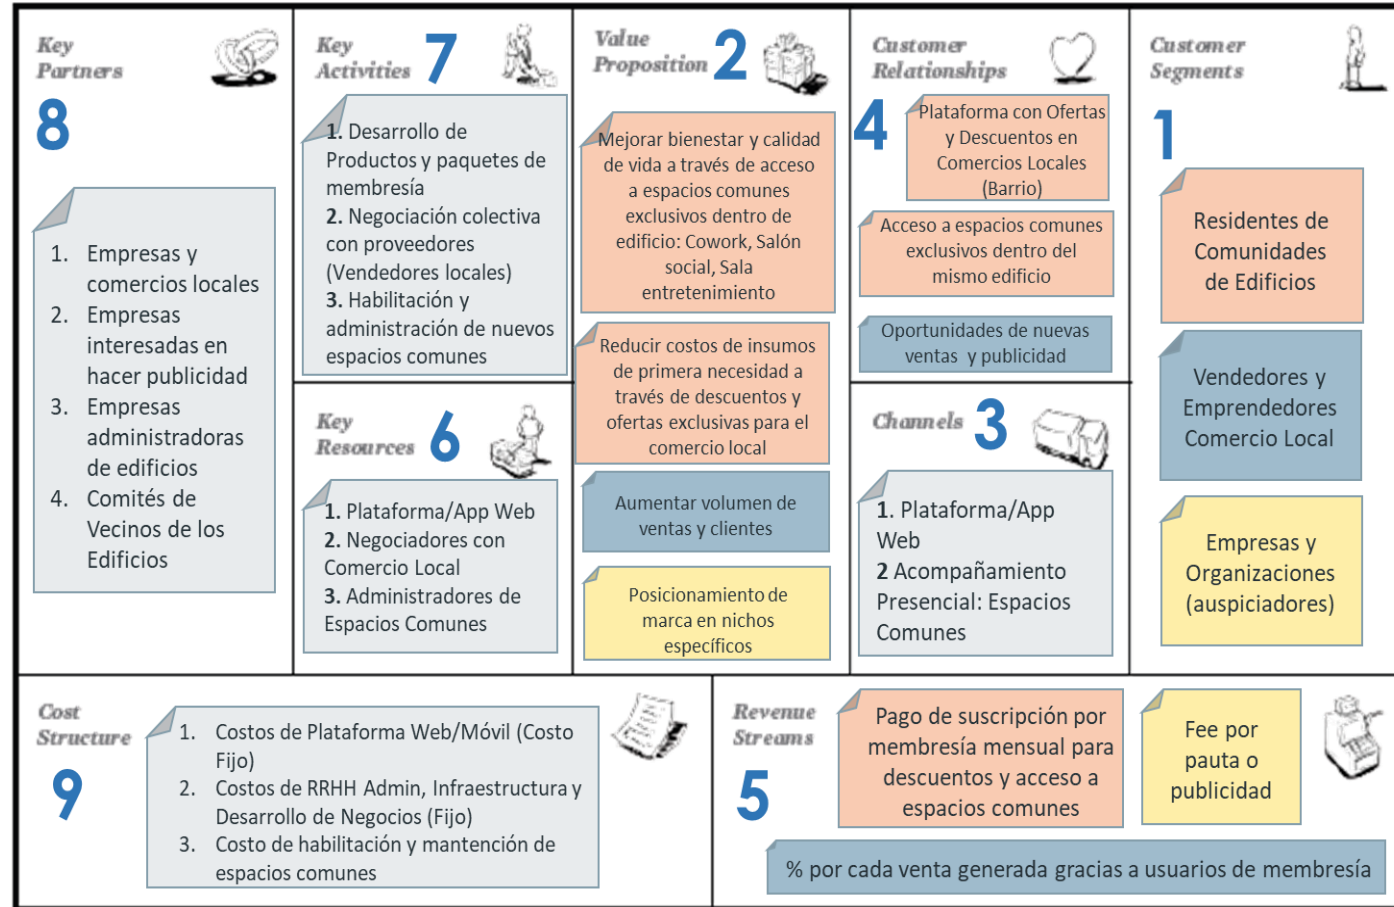 Key
Partners
8
1. Empresas y
comercios locales
2. Empresas
interesadas en
hacer publicidad
3. Empresas
administradoras
de edificios
4. Comités de
Vecinos de los
Edificios
Key
Activities
7
1. Desarrollo de
Productos y paquetes de
membresía
2. Negociación colectiva
con proveedores
(Vendedores locales)
3. Habilitación y
administración de nuevos
espacios comunes
Key
Resources
6
1. Plataforma/App Web
2. Negociadores con
Comercio Local
3. Administradores de
Espacios Comunes
Value
Proposition
2
Mejorar bienestar y calidad
de vida a través de acceso
a espacios comunes
exclusivos dentro de
edificio: Cowork, Salón
social, Sala
entretenimiento
Reducir costos de insumos
de primera necesidad a
través de descuentos y
ofertas exclusivas para el
comercio local
Aumentar volumen de
ventas y clientes
Posicionamiento de
marca en nichos
específicos
Customer
Relationships
4
Plataforma con Ofertas
y Descuentos en
Comercios Locales
(Barrio)
Acceso a espacios comunes
exclusivos dentro del
mismo edificio
Oportunidades de nuevas
ventas y publicidad
Channels
3
1. Plataforma/App
Web
2 Acompañamiento
Presencial: Espacios
Comunes
Customer
Segments
1
Residentes de
Comunidades
de Edificios
Vendedores y
Emprendedores
Comercio Local
Empresas y
Organizaciones
(auspiciadores)
Cost
Structure
9
1. Costos de Plataforma Web/Móvil (Costo
Fijo)
2. Costos de RRHH Admin, Infraestructura y
Desarrollo de Negocios (Fijo)
3. Costo de habilitación y mantención de
espacios comunes
Revenue
Streams
5
Pago de suscripción por
membresía mensual para
descuentos y acceso a
espacios comunes
Fee por
pauta o
publicidad
% por cada venta generada gracias a usuarios de membresía